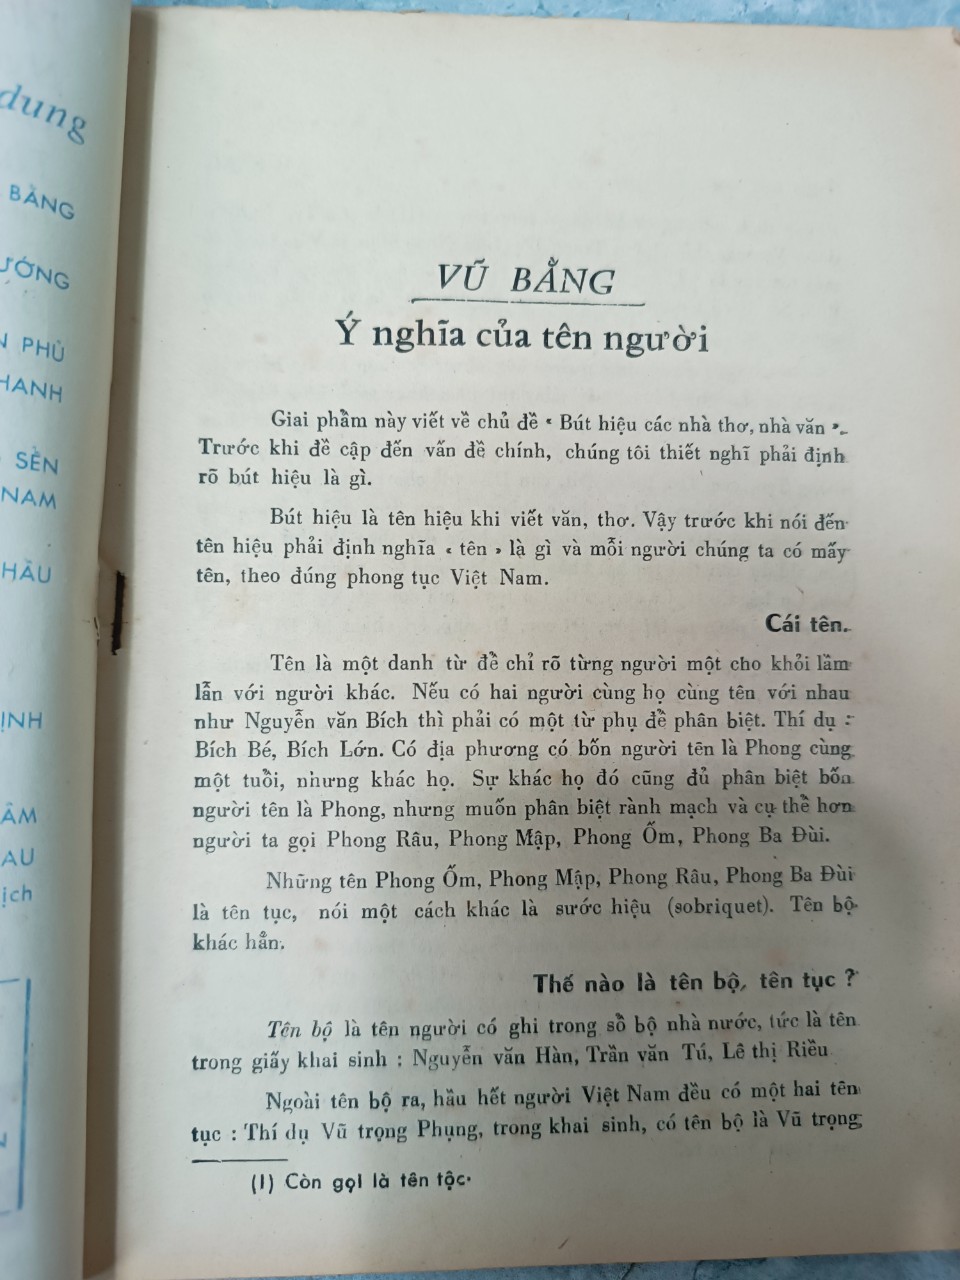 dung
BẰNG
PHÙ
HANH
SỀN
NAM
HẦU
ỊNH
ÂM
AU
ịch
VŨ BẰNG
Ý nghĩa của tên người
Giai phẩm này viết về chủ đề « Bút hiệu các nhà thơ, nhà văn ».
Trước khi đề cập đến vấn đề chính, chúng tôi thiết nghĩ phải định
rõ bút hiệu là gì.
Bút hiệu là tên hiệu khi viết văn, thơ. Vậy trước khi nói đến
tên hiệu phải định nghĩa « tên » là gì và mỗi người chúng ta có mấy
tên, theo đúng phong tục Việt Nam.
Cái tên.
Tên là một danh từ để chỉ rõ từng người một cho khỏi lầm
lẫn với người khác. Nếu có hai người cùng họ cùng tên với nhau
như Nguyễn văn Bích thì phải có một từ phụ để phân biệt. Thí dụ :
Bích Bé, Bích Lớn. Có địa phương có bốn người tên là Phong cùng
một tuổi, nhưng khác họ. Sự khác họ đó cũng đủ phân biệt bốn
người tên là Phong, nhưng muốn phân biệt rành mạch và cụ thể hơn
người ta gọi Phong Râu, Phong Mập, Phong Ốm, Phong Ba Đùi.
Những tên Phong Ốm, Phong Mập, Phong Râu, Phong Ba Đùi
là tên tục, nói một cách khác là sước hiệu (sobriquet). Tên bộ
khác hẳn.
Thế nào là tên bộ, tên tục ?
Tên bộ là tên người có ghi trong sổ bộ nhà nước, tức là tên
trong giấy khai sinh : Nguyễn văn Hàn, Trần văn Tú, Lê thị Riều
Ngoài tên bộ ra, hầu hết người Việt Nam đều có một hai tên
tục : Thí dụ Vũ trọng Phụng, trong khai sinh, có tên bộ là Vũ trọng
(1) Còn gọi là tên tộc.